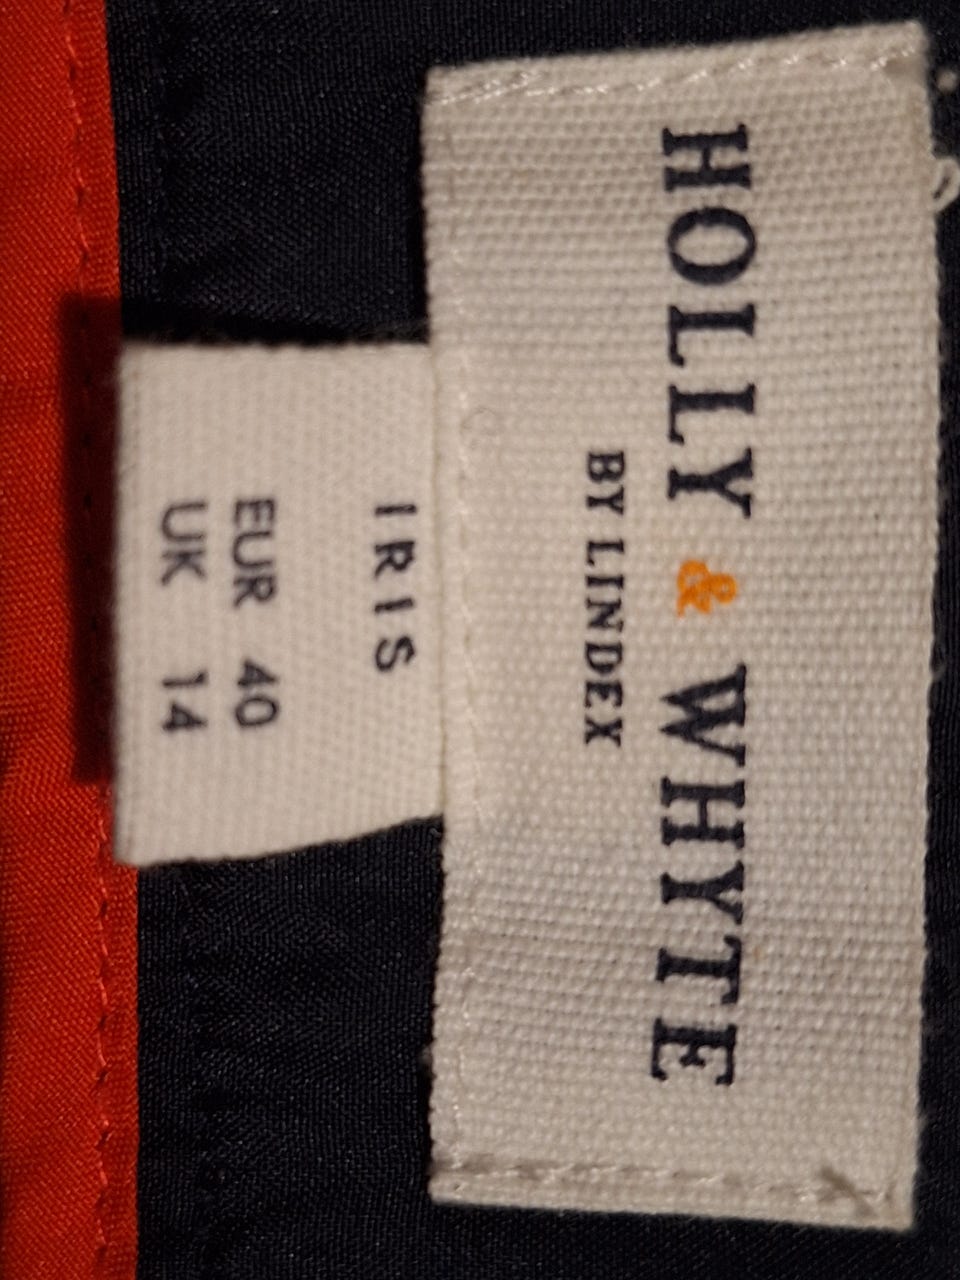 HOLLY & WHYTE
BY LINDEX
IRIS
EUR 40
UK 14